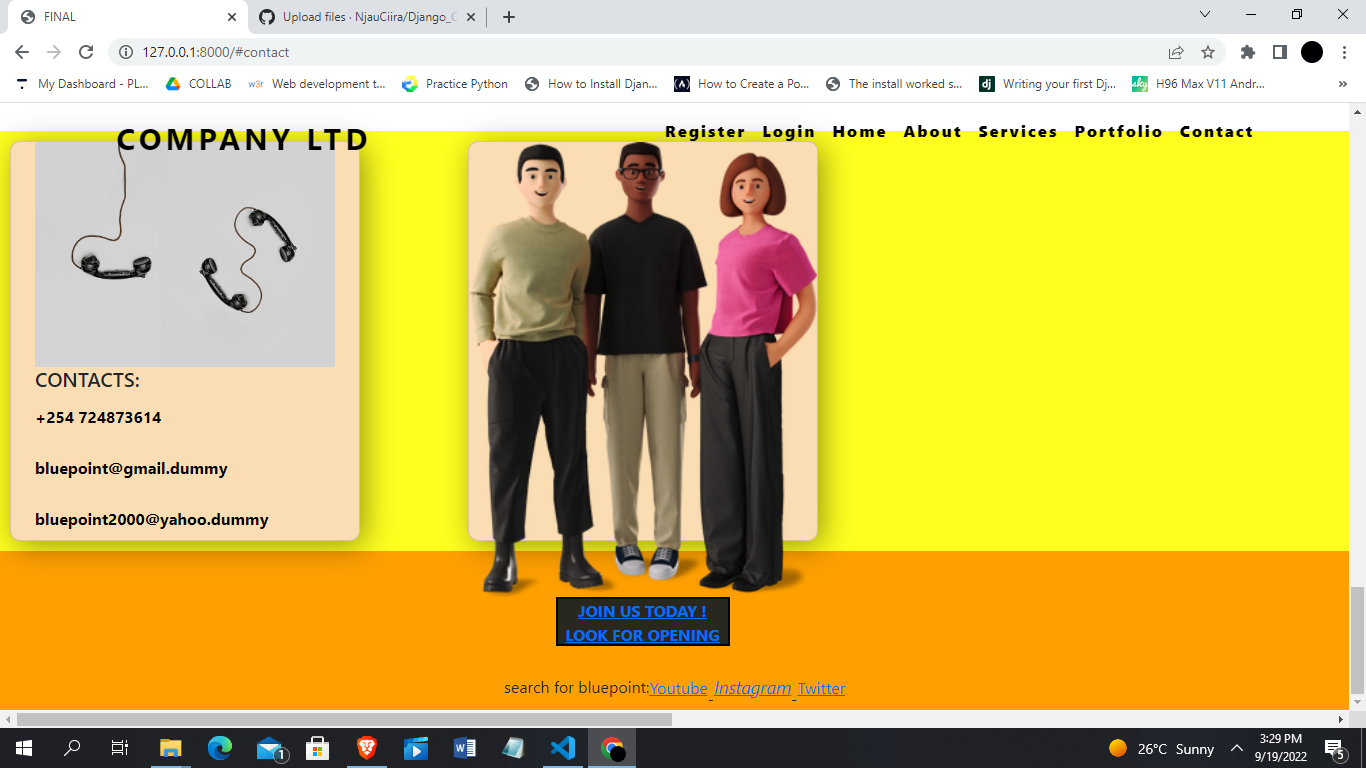 FINAL
Upload files · NjauCiira/Django_C
127.0.0.1:8000/#contact
My Dashboard - PL...
COLLAB
w3r
Web development t...
Practice Python
How to Install Djan...
How to Create a Po...
The install worked s...
dj
Writing your first Dj...
sky
H96 Max V11 Andr...
»
COMPANY LTD
Register Login Home About Services Portfolio Contact
CONTACTS:
+254 724873614
bluepoint@gmail.dummy
bluepoint2000@yahoo.dummy
JOIN US TODAY !
LOOK FOR OPENING
search for bluepoint:Youtube Instagram Twitter
1
26°C Sunny
3:29 PM
9/19/2022
5